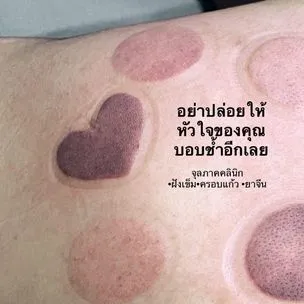 อย่าปล่อยให้
หัวใจของคุณ
บอบช้ำอีกเลย
จุลภาคคลินิก
•ฝังเข็ม•ครอบแก้ว •ยาจีน